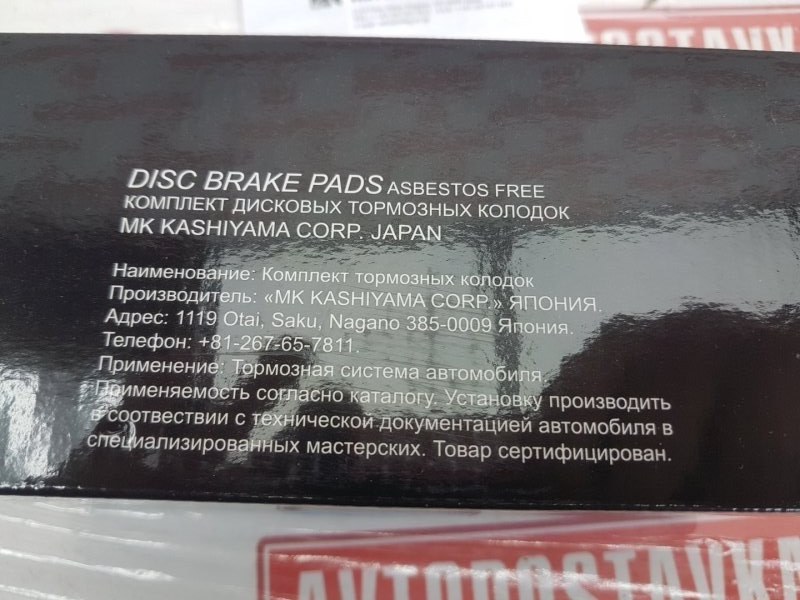 DISC BRAKE PADS ASBESTOS FREE
КОМПЛЕКТ ДИСКОВЫХ ТОРМОЗНЫХ КОЛОДОК
MK KASHIYAMA CORP. JAPAN
Наименование: Комплект тормозных колодок
Производитель: «MK KASHIYAMA CORP.» ЯПОНИЯ.
Адрес: 1119 Otai, Saku, Nagano 385-0009 Япония.
Телефон: +81-267-65-7811.
Применение: Тормозная система автомобиля.
Применяемость согласно каталогу. Установку производить
в соотвествии с технической документацией автомобиля в
специализированных мастерских. Товар сертифицирован.
AVTODOSTAVKA